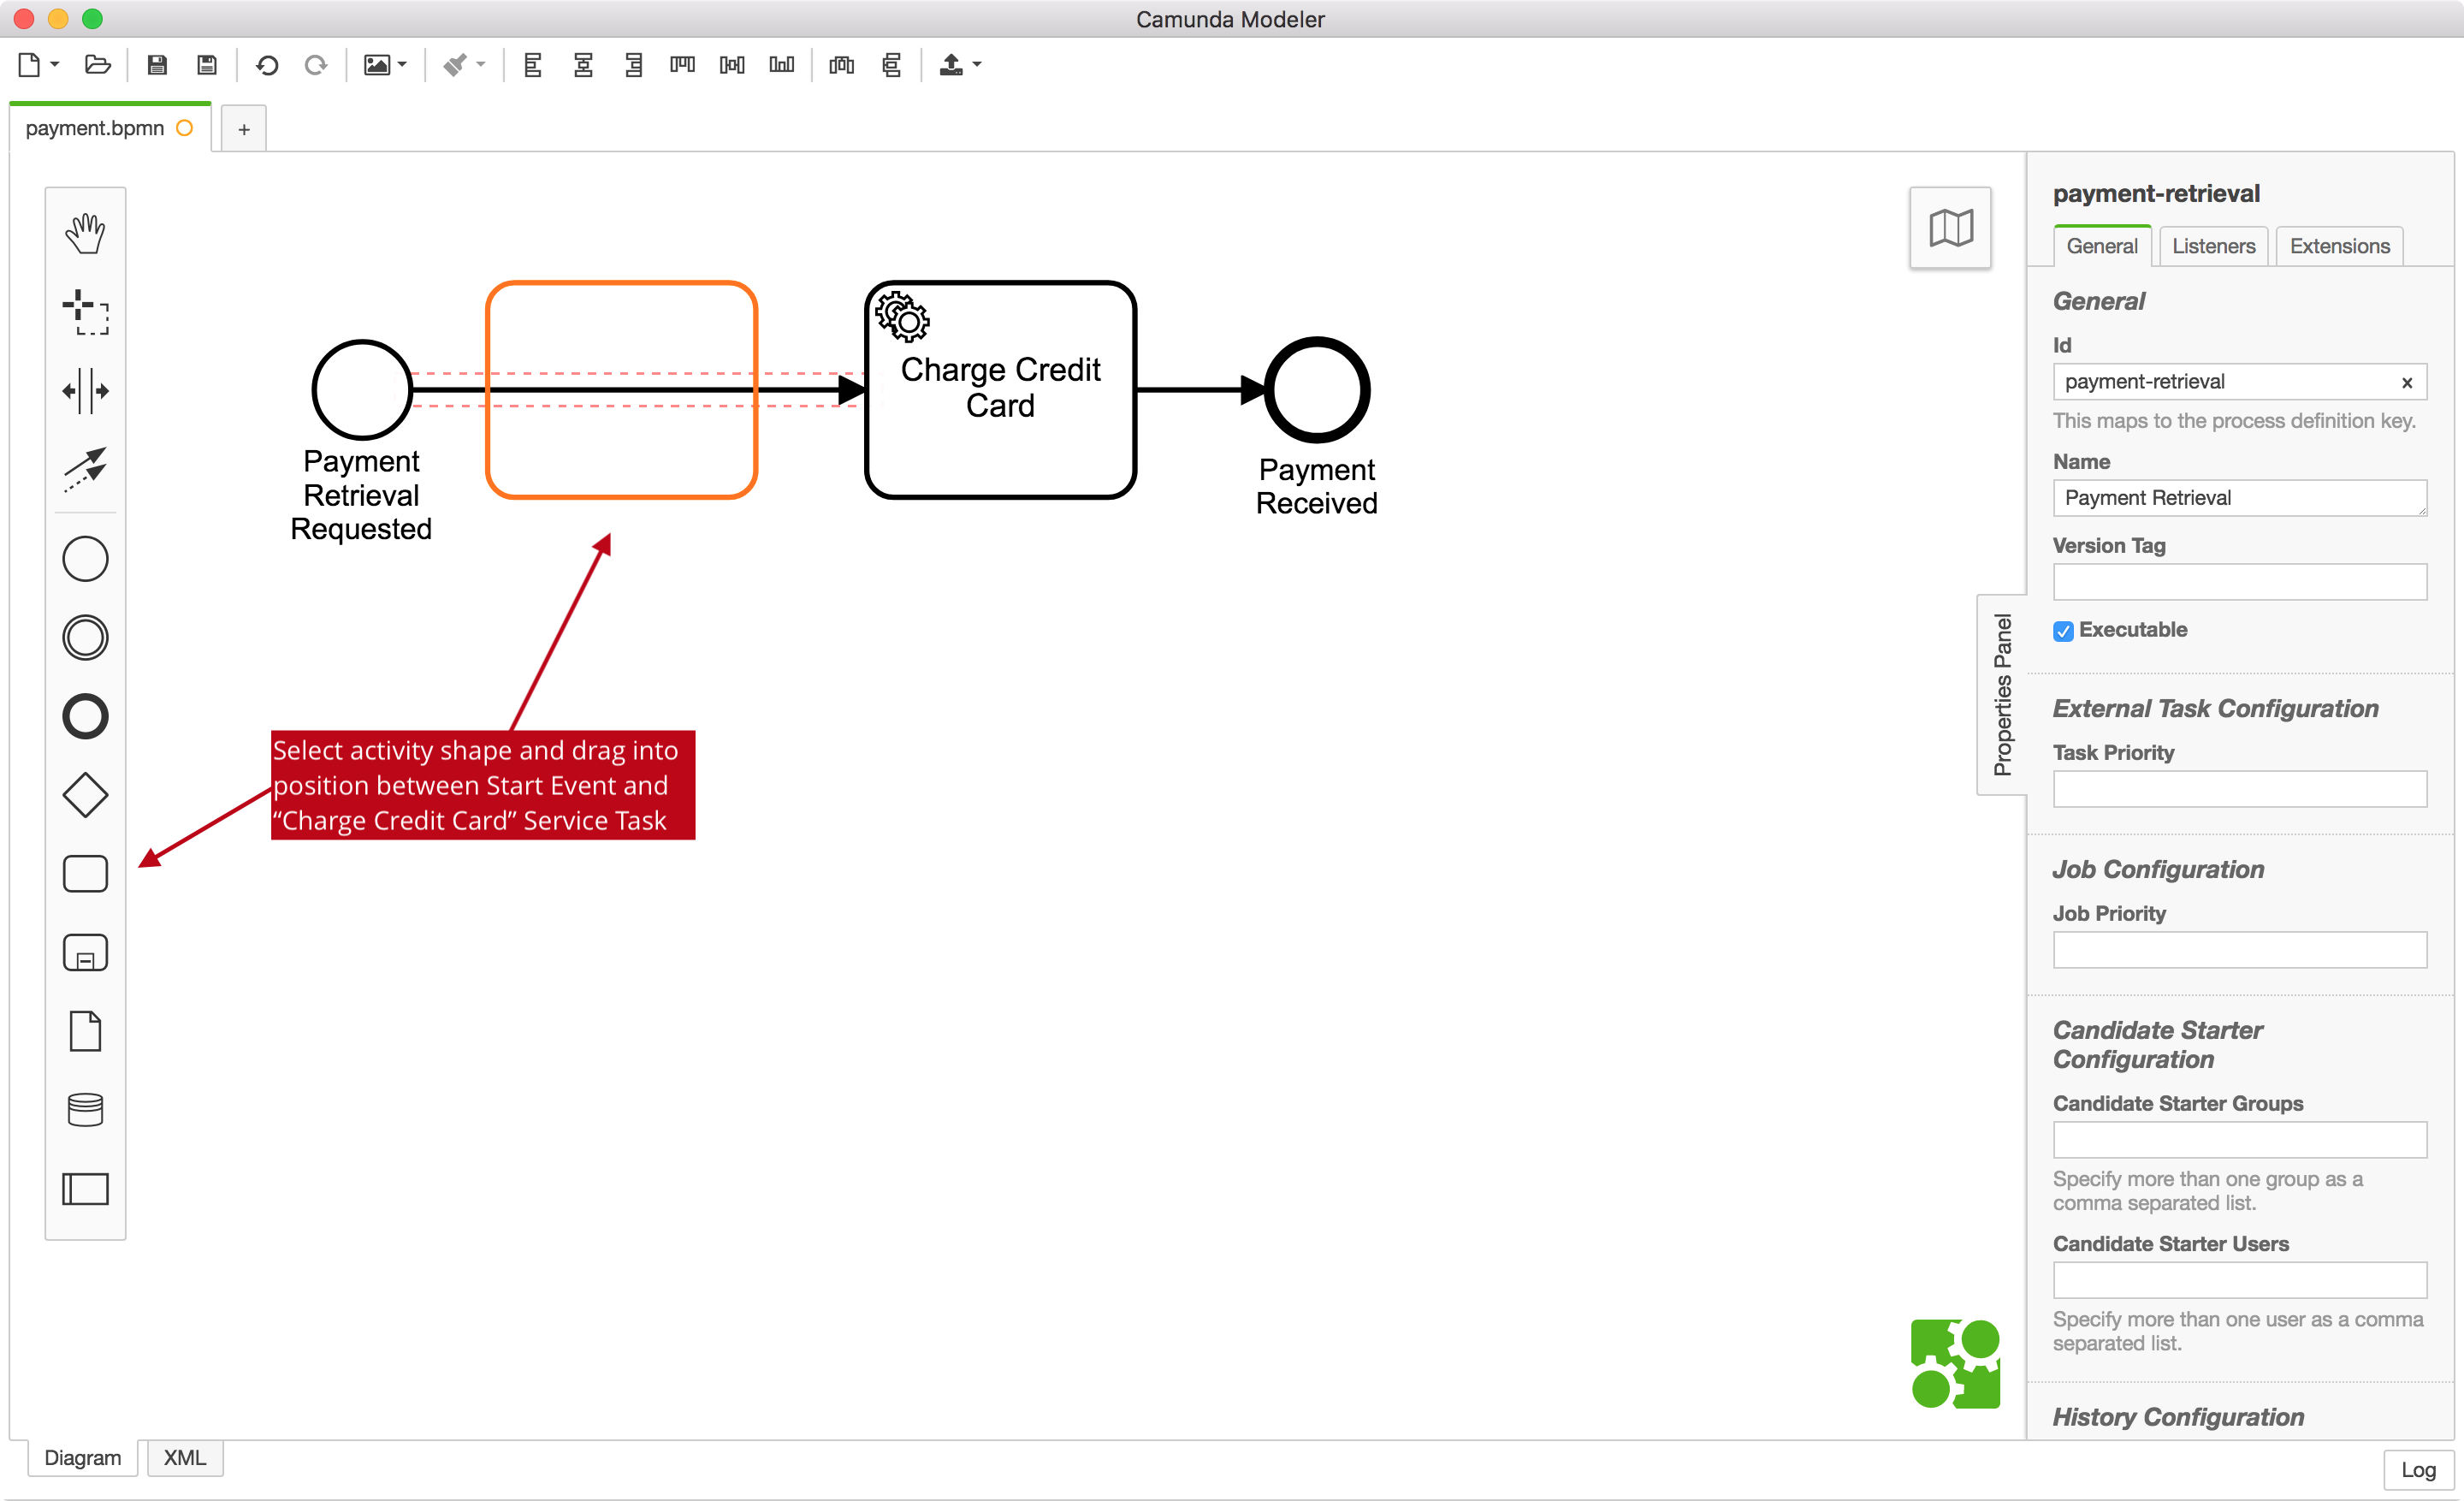 Camunda Modeler
payment.bpmn
+
Payment
Retrieval
Requested
Charge Credit
Card
Payment
Received
Select activity shape and drag into
position between Start Event and
“Charge Credit Card” Service Task
Properties Panel
payment-retrieval
General Listeners Extensions
General
Id
payment-retrieval x
This maps to the process definition key.
Name
Payment Retrieval
Version Tag
Executable
External Task Configuration
Task Priority
Job Configuration
Job Priority
Candidate Starter
Configuration
Candidate Starter Groups
Specify more than one group as a
comma separated list.
Candidate Starter Users
Specify more than one user as a comma
separated list.
History Configuration
Diagram XML
Log